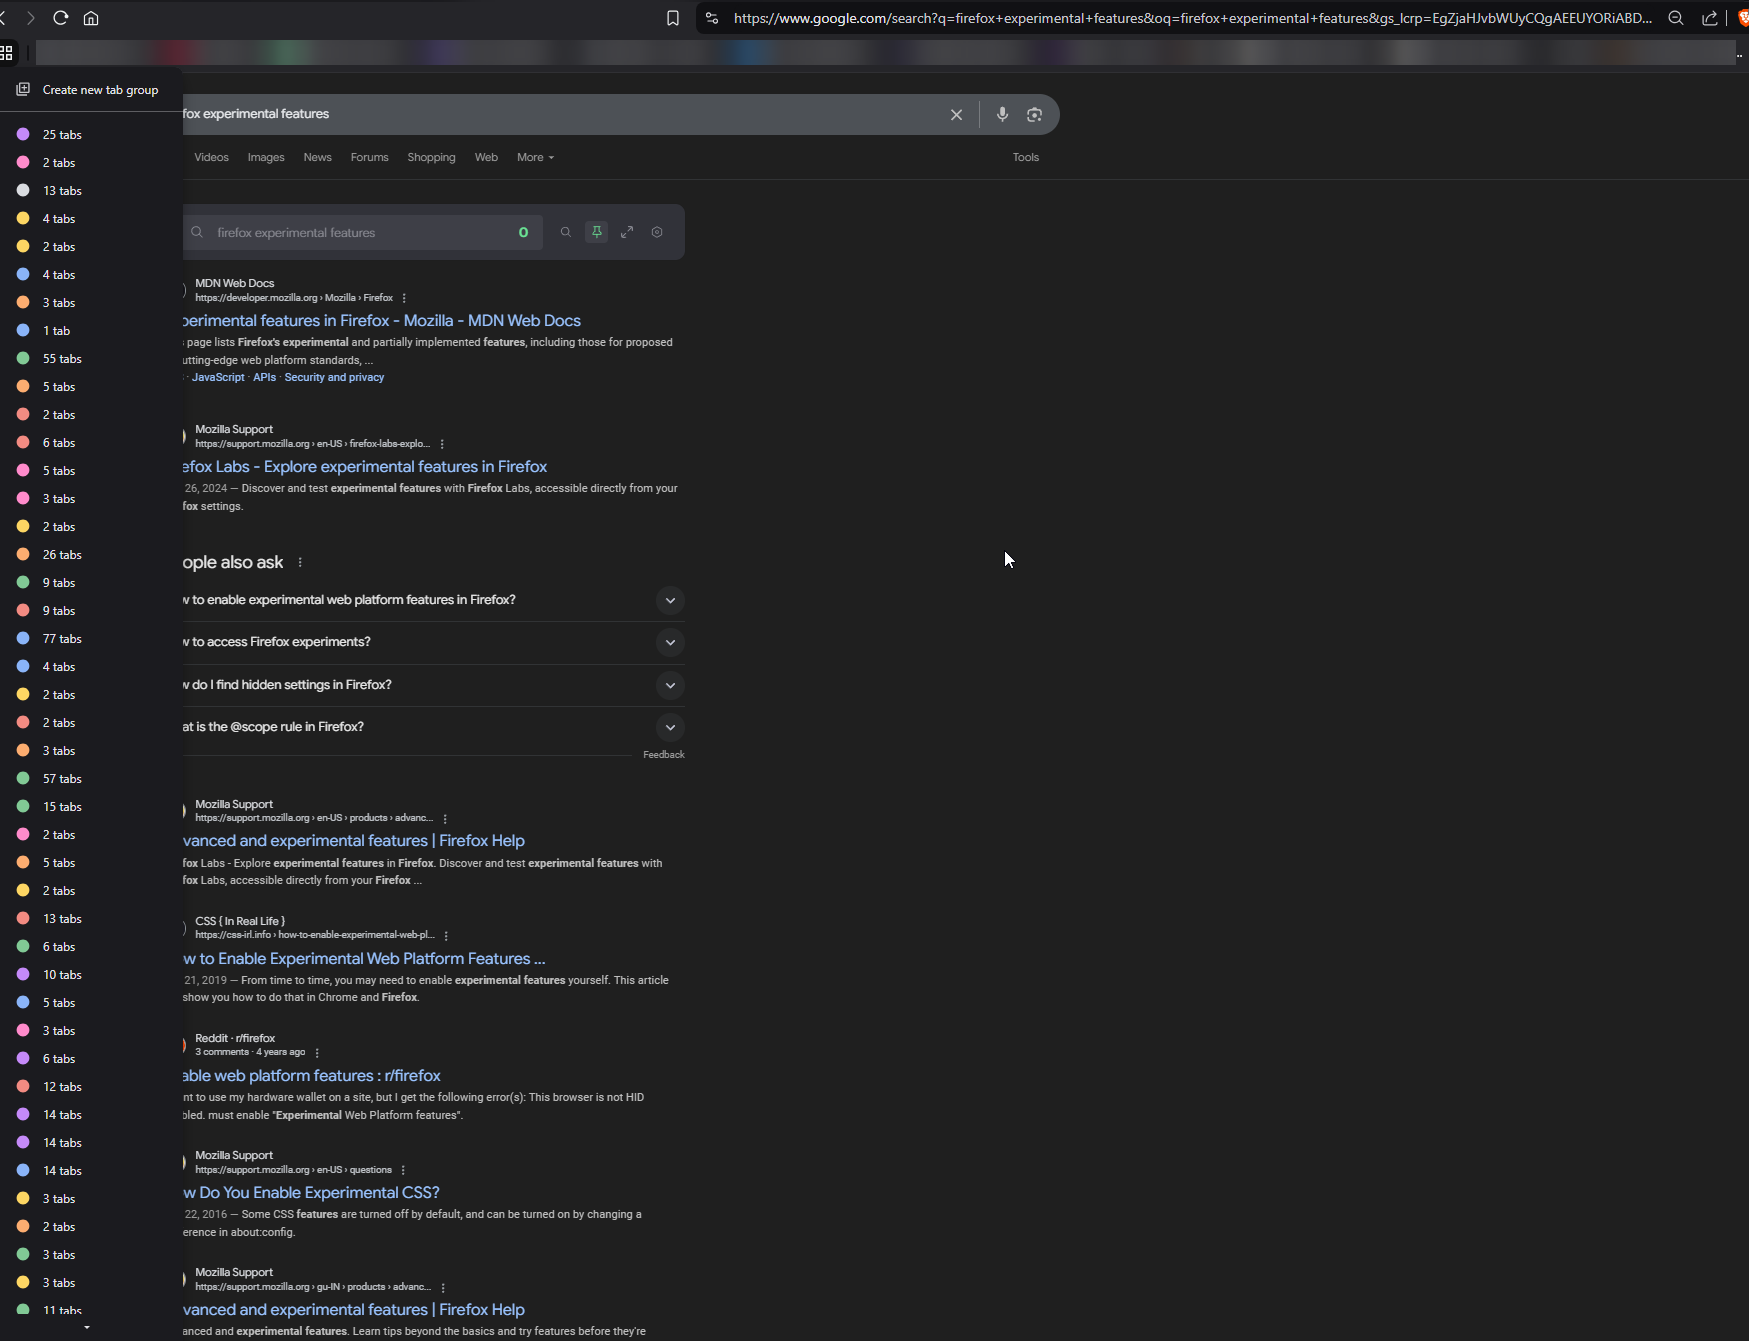 https://www.google.com/search?q=firefox+experimental+features&oq=firefox+experimental+features&gs_lcrp=EgZjaHJvbWUyCQgAEEUYORiABD...
Create new tab group
25 tabs
2 tabs
13 tabs
4 tabs
2 tabs
4 tabs
3 tabs
1 tab
55 tabs
5 tabs
2 tabs
6 tabs
5 tabs
3 tabs
2 tabs
26 tabs
9 tabs
9 tabs
77 tabs
4 tabs
2 tabs
2 tabs
3 tabs
57 tabs
15 tabs
2 tabs
5 tabs
2 tabs
13 tabs
6 tabs
10 tabs
5 tabs
3 tabs
6 tabs
12 tabs
14 tabs
14 tabs
14 tabs
3 tabs
2 tabs
3 tabs
3 tabs
11 tabs
fox experimental features
Videos Images News Forums Shopping Web More Tools
firefox experimental features 0
MDN Web Docs
https://developer.mozilla.org › Mozilla › Firefox
perimental features in Firefox - Mozilla - MDN Web Docs
page lists Firefox's experimental and partially implemented features, including those for proposed
utting-edge web platform standards, ...
· JavaScript · APIs · Security and privacy
Mozilla Support
https://support.mozilla.org › en-US › firefox-labs-explo...
efox Labs - Explore experimental features in Firefox
26, 2024 — Discover and test experimental features with Firefox Labs, accessible directly from your
fox settings.
ople also ask
w to enable experimental web platform features in Firefox?
w to access Firefox experiments?
w do I find hidden settings in Firefox?
at is the @scope rule in Firefox?
Feedback
Mozilla Support
https://support.mozilla.org › en-US › products › advanc...
vanced and experimental features | Firefox Help
fox Labs - Explore experimental features in Firefox. Discover and test experimental features with
fox Labs, accessible directly from your Firefox ...
CSS { In Real Life }
https://css-irl.info › how-to-enable-experimental-web-pl...
w to Enable Experimental Web Platform Features ...
21, 2019 — From time to time, you may need to enable experimental features yourself. This article
show you how to do that in Chrome and Firefox.
Reddit · r/firefox
3 comments · 4 years ago
able web platform features : r/firefox
nt to use my hardware wallet on a site, but I get the following error(s): This browser is not HID
bled. must enable "Experimental Web Platform features".
Mozilla Support
https://support.mozilla.org › en-US › questions
w Do You Enable Experimental CSS?
22, 2016 — Some CSS features are turned off by default, and can be turned on by changing a
erence in about:config.
Mozilla Support
https://support.mozilla.org › gu-IN › products › advanc...
vanced and experimental features | Firefox Help
anced and experimental features. Learn tips beyond the basics and try features before they're